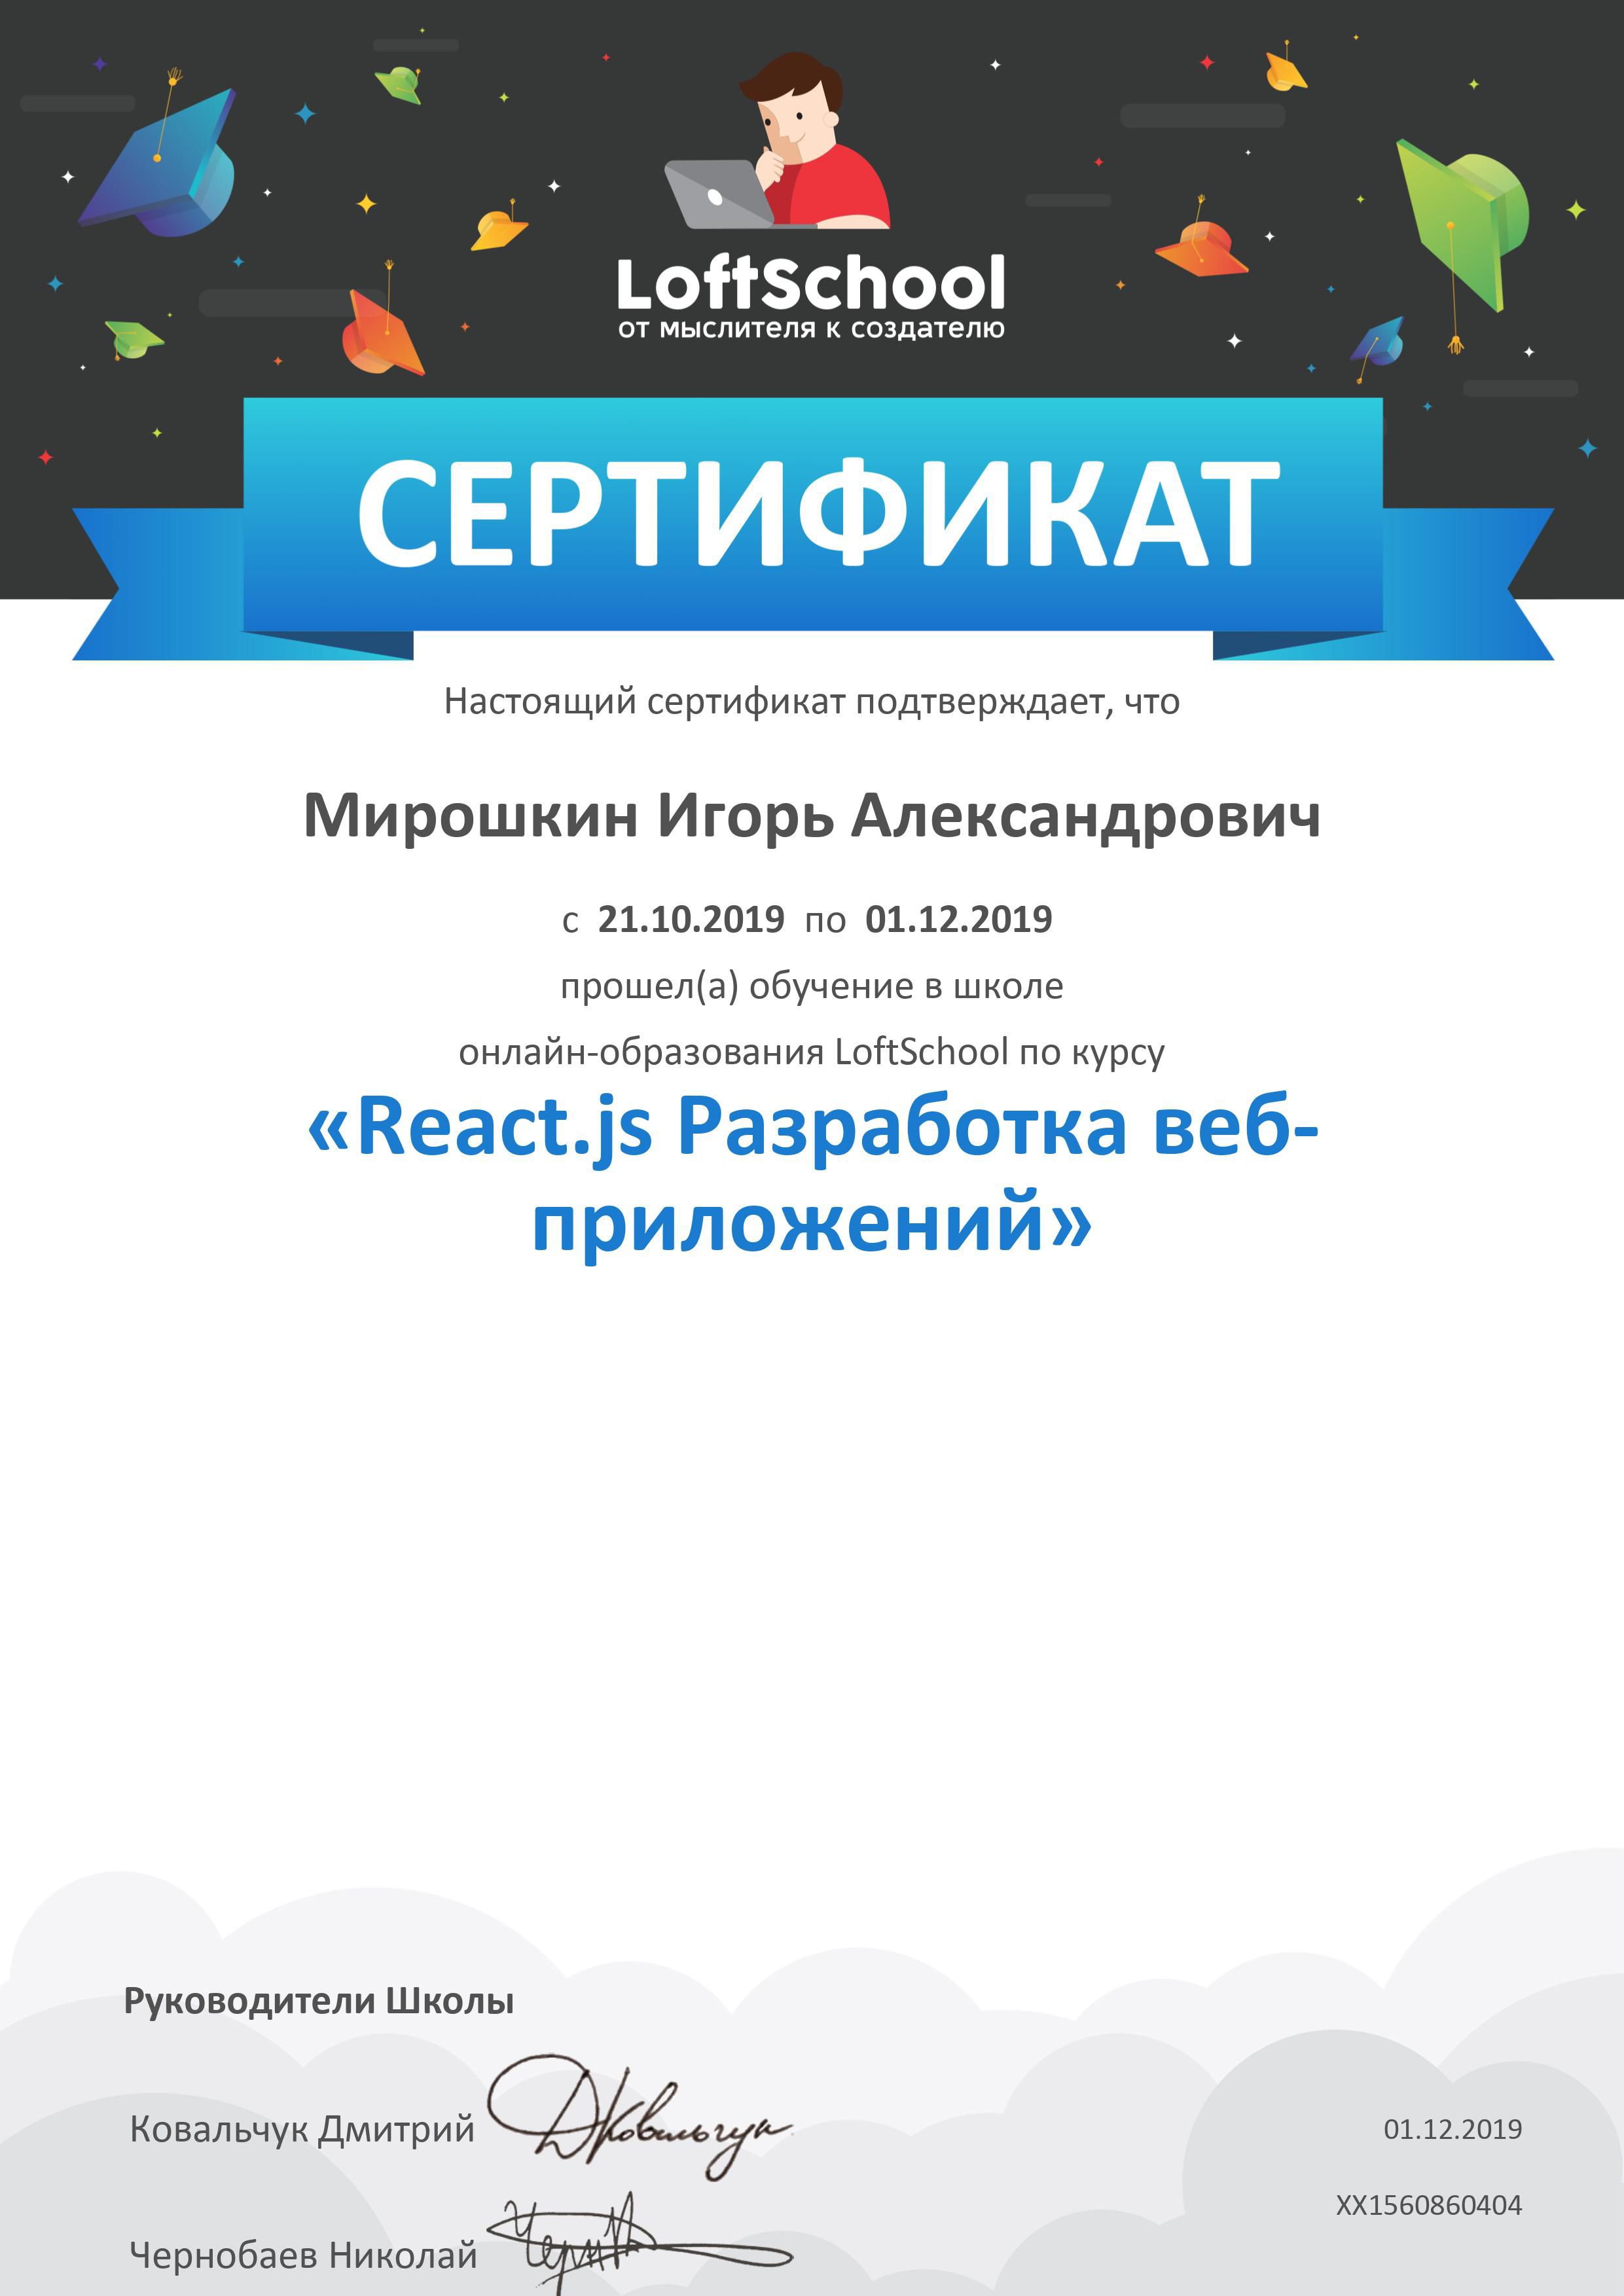 LoftSchool
от мыслителя к создателю
СЕРТИФИКАТ
Настоящий сертификат подтверждает, что
Мирошкин Игорь Александрович
с 21.10.2019 по 01.12.2019
прошел(а) обучение в школе
онлайн-образования LoftSchool по курсу
«React.js Разработка веб-
приложений»
Руководители Школы
Ковальчук Дмитрий
01.12.2019
XX1560860404
Чернобаев Николай